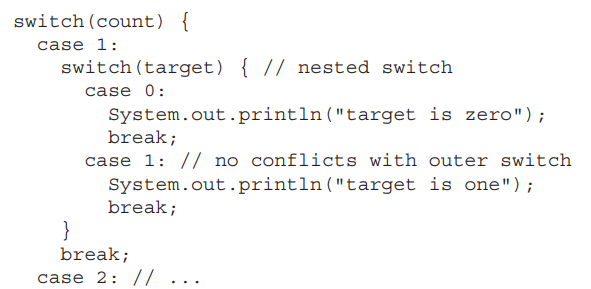 switch(count) {
  case 1:
    switch(target) { // nested switch
      case 0:
        System.out.println("target is zero");
        break;
      case 1: // no conflicts with outer switch
        System.out.println("target is one");
        break;
    }
    break;
  case 2: // ...